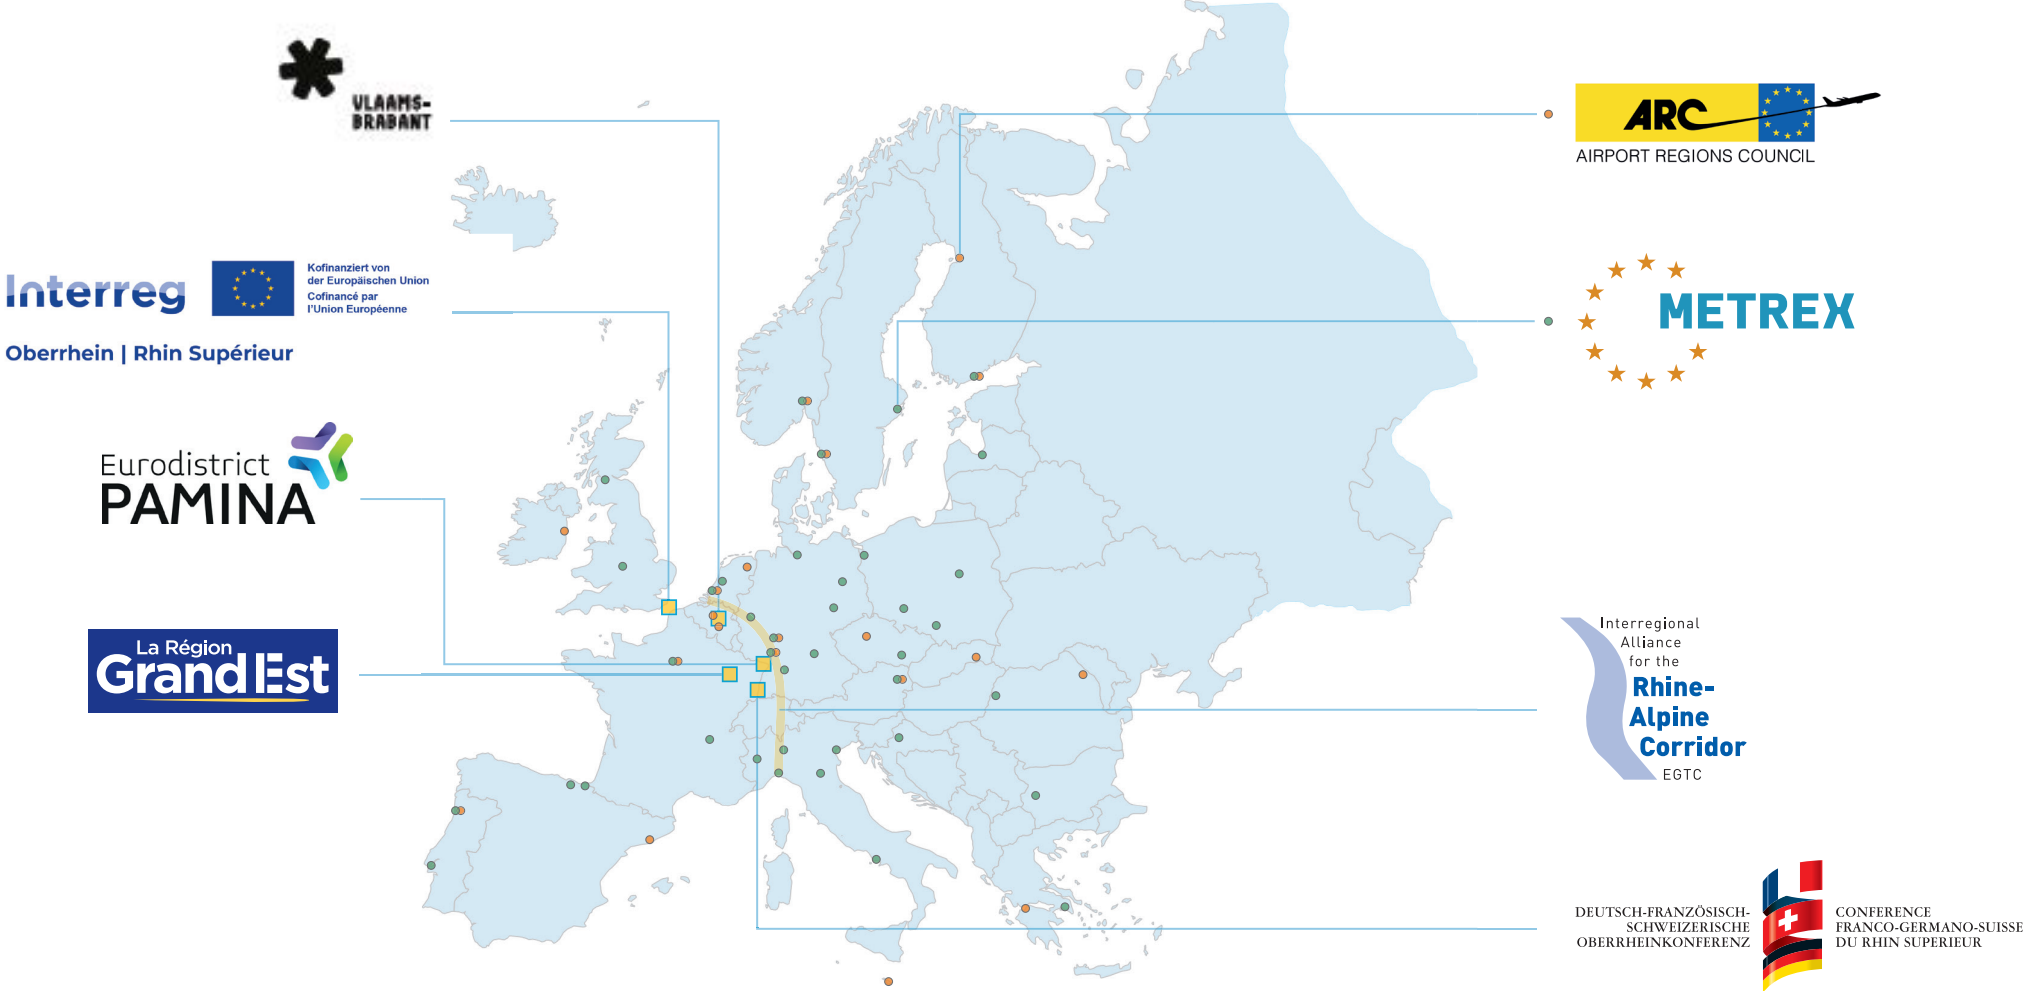 VLAAMS-
BRABANT
Interreg
Kofinanziert von
der Europäischen Union
Cofinancé par
l'Union Européenne
Oberrhein | Rhin Supérieur
Eurodistrict
PAMINA
La Région
Grand Est
ARC
AIRPORT REGIONS COUNCIL
METREX
Interregional
Alliance
for the
Rhine-
Alpine
Corridor
EGTC
DEUTSCH-FRANZÖSISCH-
SCHWEIZERISCHE
OBERRHEINKONFERENZ
CONFERENCE
FRANCO-GERMANO-SUISSE
DU RHIN SUPERIEUR